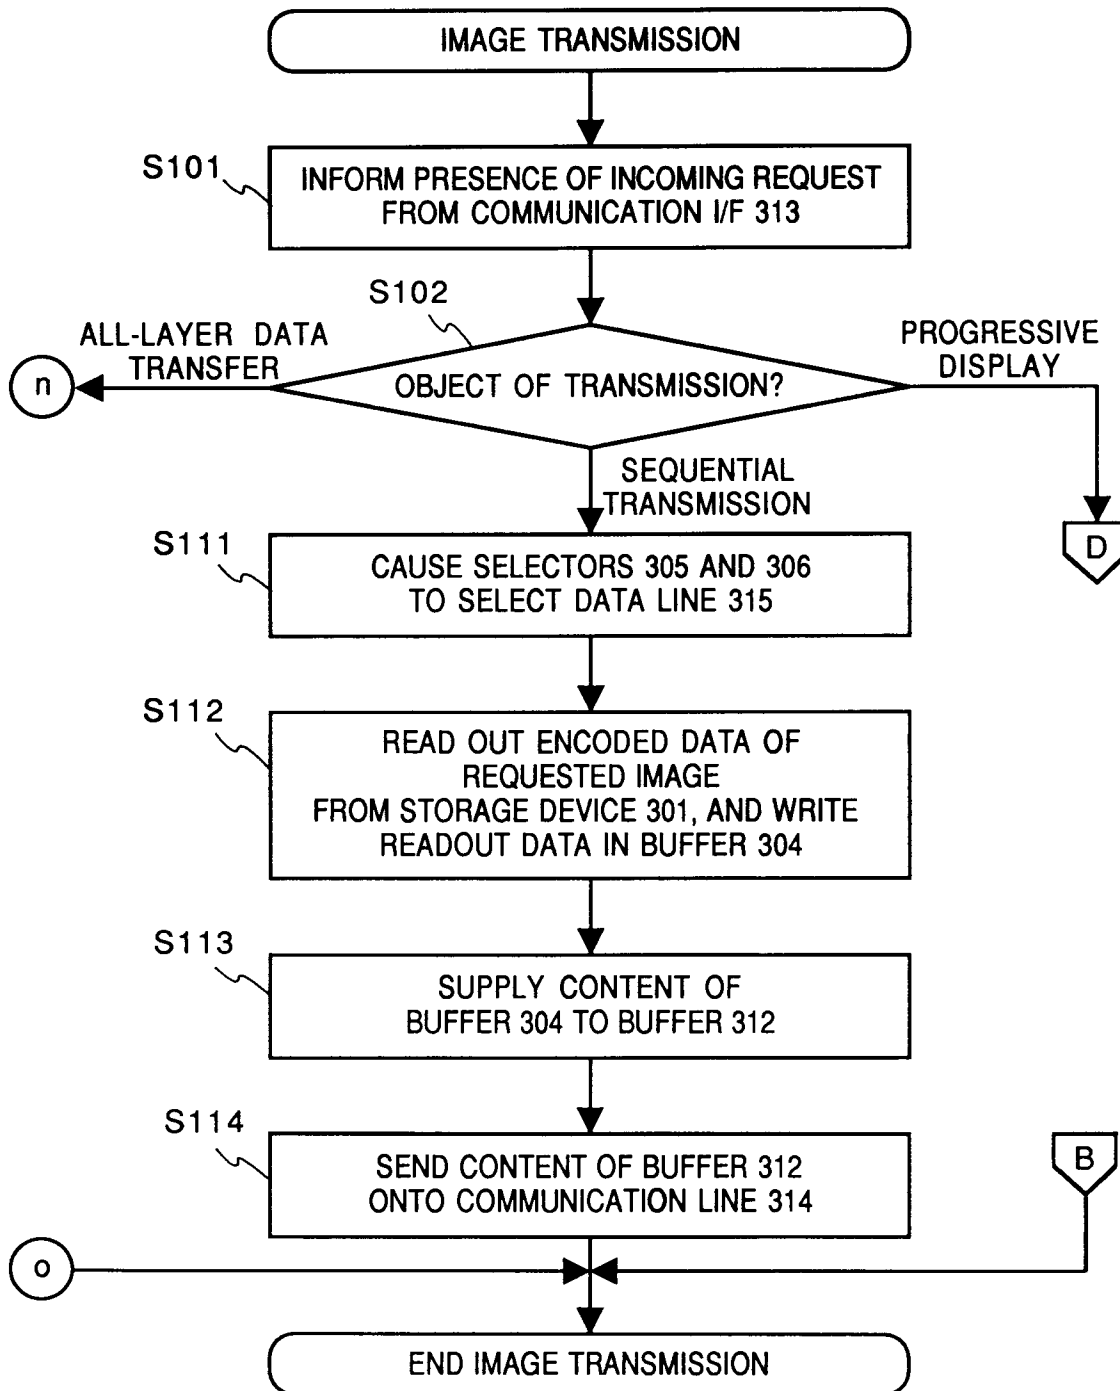 IMAGE TRANSMISSION
S101
INFORM PRESENCE OF INCOMING REQUEST
FROM COMMUNICATION I/F 313
S102
ALL-LAYER DATA
TRANSFER
n
OBJECT OF TRANSMISSION?
PROGRESSIVE
DISPLAY
D
SEQUENTIAL
TRANSMISSION
S111
CAUSE SELECTORS 305 AND 306
TO SELECT DATA LINE 315
S112
READ OUT ENCODED DATA OF
REQUESTED IMAGE
FROM STORAGE DEVICE 301, AND WRITE
READOUT DATA IN BUFFER 304
S113
SUPPLY CONTENT OF
BUFFER 304 TO BUFFER 312
S114
SEND CONTENT OF BUFFER 312
ONTO COMMUNICATION LINE 314
B
o
END IMAGE TRANSMISSION